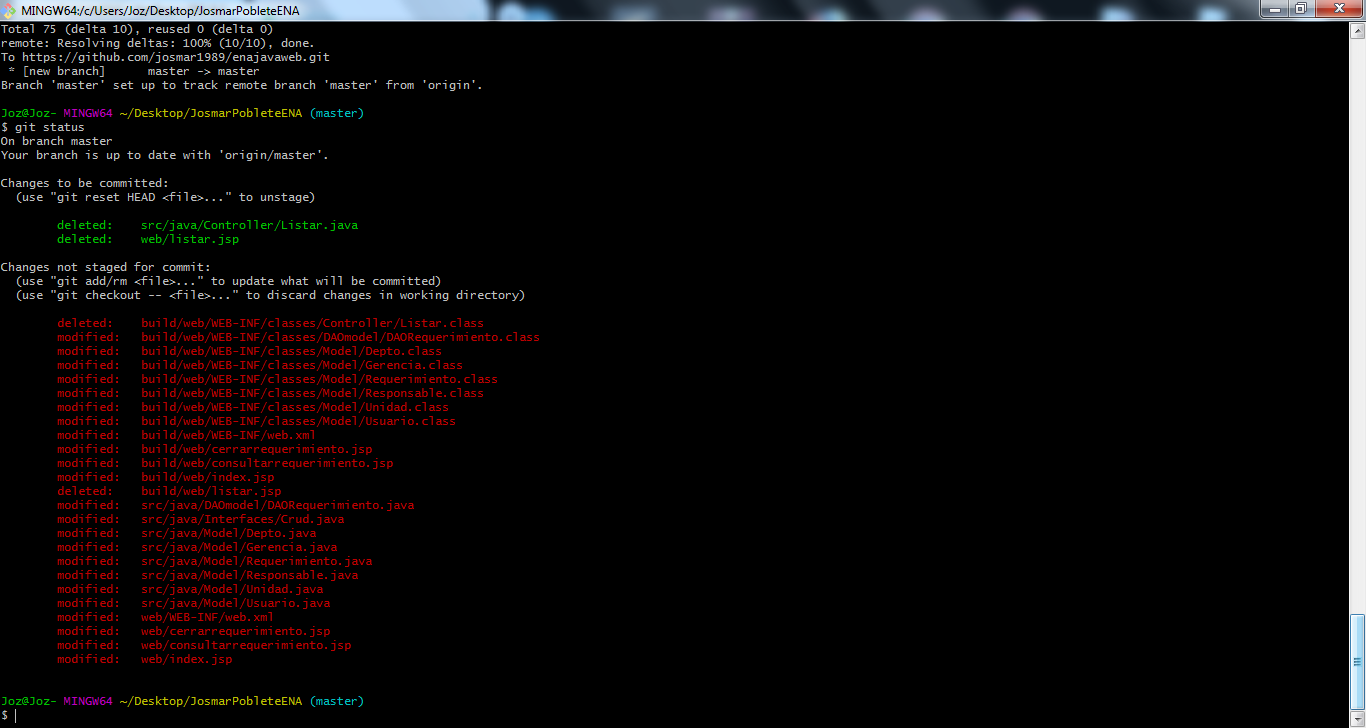 MINGW64:/c/Users/Joz/Desktop/JosmarPobleteENA
Total 75 (delta 10), reused 0 (delta 0)
remote: Resolving deltas: 100% (10/10), done.
To https://github.com/josmar1989/enajavaweb.git
 * [new branch]      master -> master
Branch 'master' set up to track remote branch 'master' from 'origin'.
Joz@Joz- MINGW64 ~/Desktop/JosmarPobleteENA (master)
$ git status
On branch master
Your branch is up to date with 'origin/master'.
Changes to be committed:
  (use "git reset HEAD <file>..." to unstage)
        deleted:    src/java/Controller/Listar.java
        deleted:    web/listar.jsp
Changes not staged for commit:
  (use "git add/rm <file>..." to update what will be committed)
  (use "git checkout -- <file>..." to discard changes in working directory)
        deleted:    build/web/WEB-INF/classes/Controller/Listar.class
        modified:   build/web/WEB-INF/classes/DAOmodel/DAORequerimiento.class
        modified:   build/web/WEB-INF/classes/Model/Depto.class
        modified:   build/web/WEB-INF/classes/Model/Gerencia.class
        modified:   build/web/WEB-INF/classes/Model/Requerimiento.class
        modified:   build/web/WEB-INF/classes/Model/Responsable.class
        modified:   build/web/WEB-INF/classes/Model/Unidad.class
        modified:   build/web/WEB-INF/classes/Model/Usuario.class
        modified:   build/web/WEB-INF/web.xml
        modified:   build/web/cerrarrequerimiento.jsp
        modified:   build/web/consultarrequerimiento.jsp
        modified:   build/web/index.jsp
        deleted:    build/web/listar.jsp
        modified:   src/java/DAOmodel/DAORequerimiento.java
        modified:   src/java/Interfaces/Crud.java
        modified:   src/java/Model/Depto.java
        modified:   src/java/Model/Gerencia.java
        modified:   src/java/Model/Requerimiento.java
        modified:   src/java/Model/Responsable.java
        modified:   src/java/Model/Unidad.java
        modified:   src/java/Model/Usuario.java
        modified:   web/WEB-INF/web.xml
        modified:   web/cerrarrequerimiento.jsp
        modified:   web/consultarrequerimiento.jsp
        modified:   web/index.jsp
Joz@Joz- MINGW64 ~/Desktop/JosmarPobleteENA (master)
$